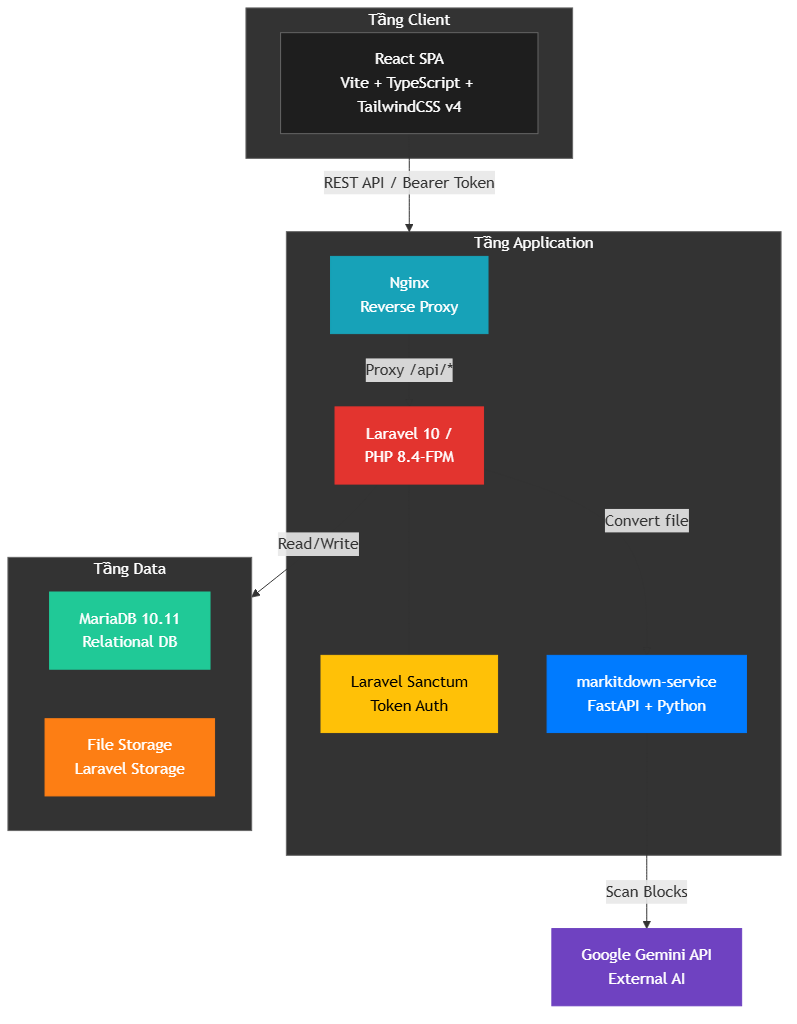 Tầng Client
React SPA
Vite + TypeScript +
TailwindCSS v4
REST API / Bearer Token
Tầng Application
Nginx
Reverse Proxy
Proxy /api/*
Laravel 10 /
PHP 8.4-FPM
Convert file
Read/Write
Tầng Data
MariaDB 10.11
Relational DB
File Storage
Laravel Storage
Laravel Sanctum
Token Auth
markitdown-service
FastAPI + Python
Scan Blocks
Google Gemini API
External AI